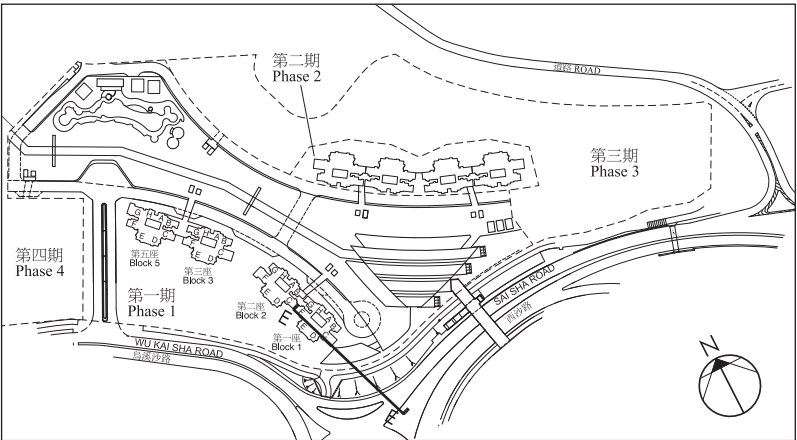 道路 ROAD
第二期
Phase 2
第三期
Phase 3
第四期
Phase 4
第一期
Phase 1
G H A B
F E D C
第五座
Block 5
第三座
Block 3
第二座
Block 2
第一座
Block 1
E
E
SAI SHA ROAD
西沙路
WU KAI SHA ROAD
烏溪沙路
N